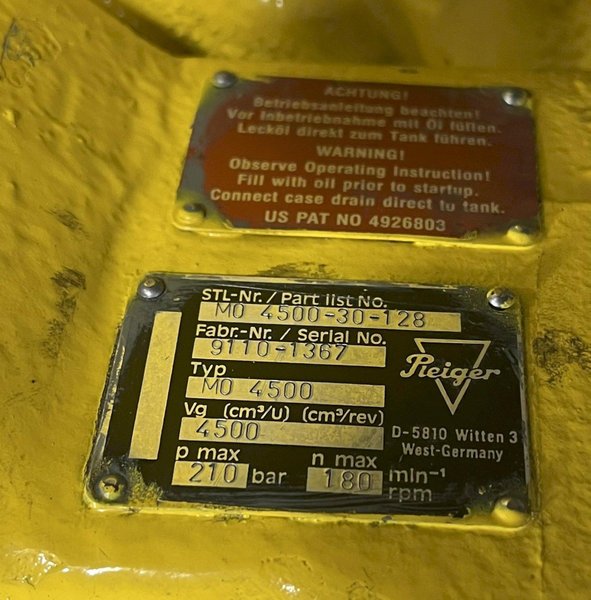 ACHTUNG!
Betriebsanleitung beachten!
Vor Inbetriebnahme mit Öl füllen.
Lecköl direkt zum Tank führen.
WARNING!
Observe Operating Instruction!
Fill with oil prior to startup.
Connect case drain direct to tank.
US PAT NO 4926803
STL-Nr. / Part list No.
MO 4500-30-128
Fabr.-Nr. / Serial No.
9110-1367
Typ
MO 4500
Vg (cm³/U) (cm³/rev)
4500
p max n max
210 bar 180 min⁻¹
rpm
Pleiger
D-5810 Witten 3
West-Germany